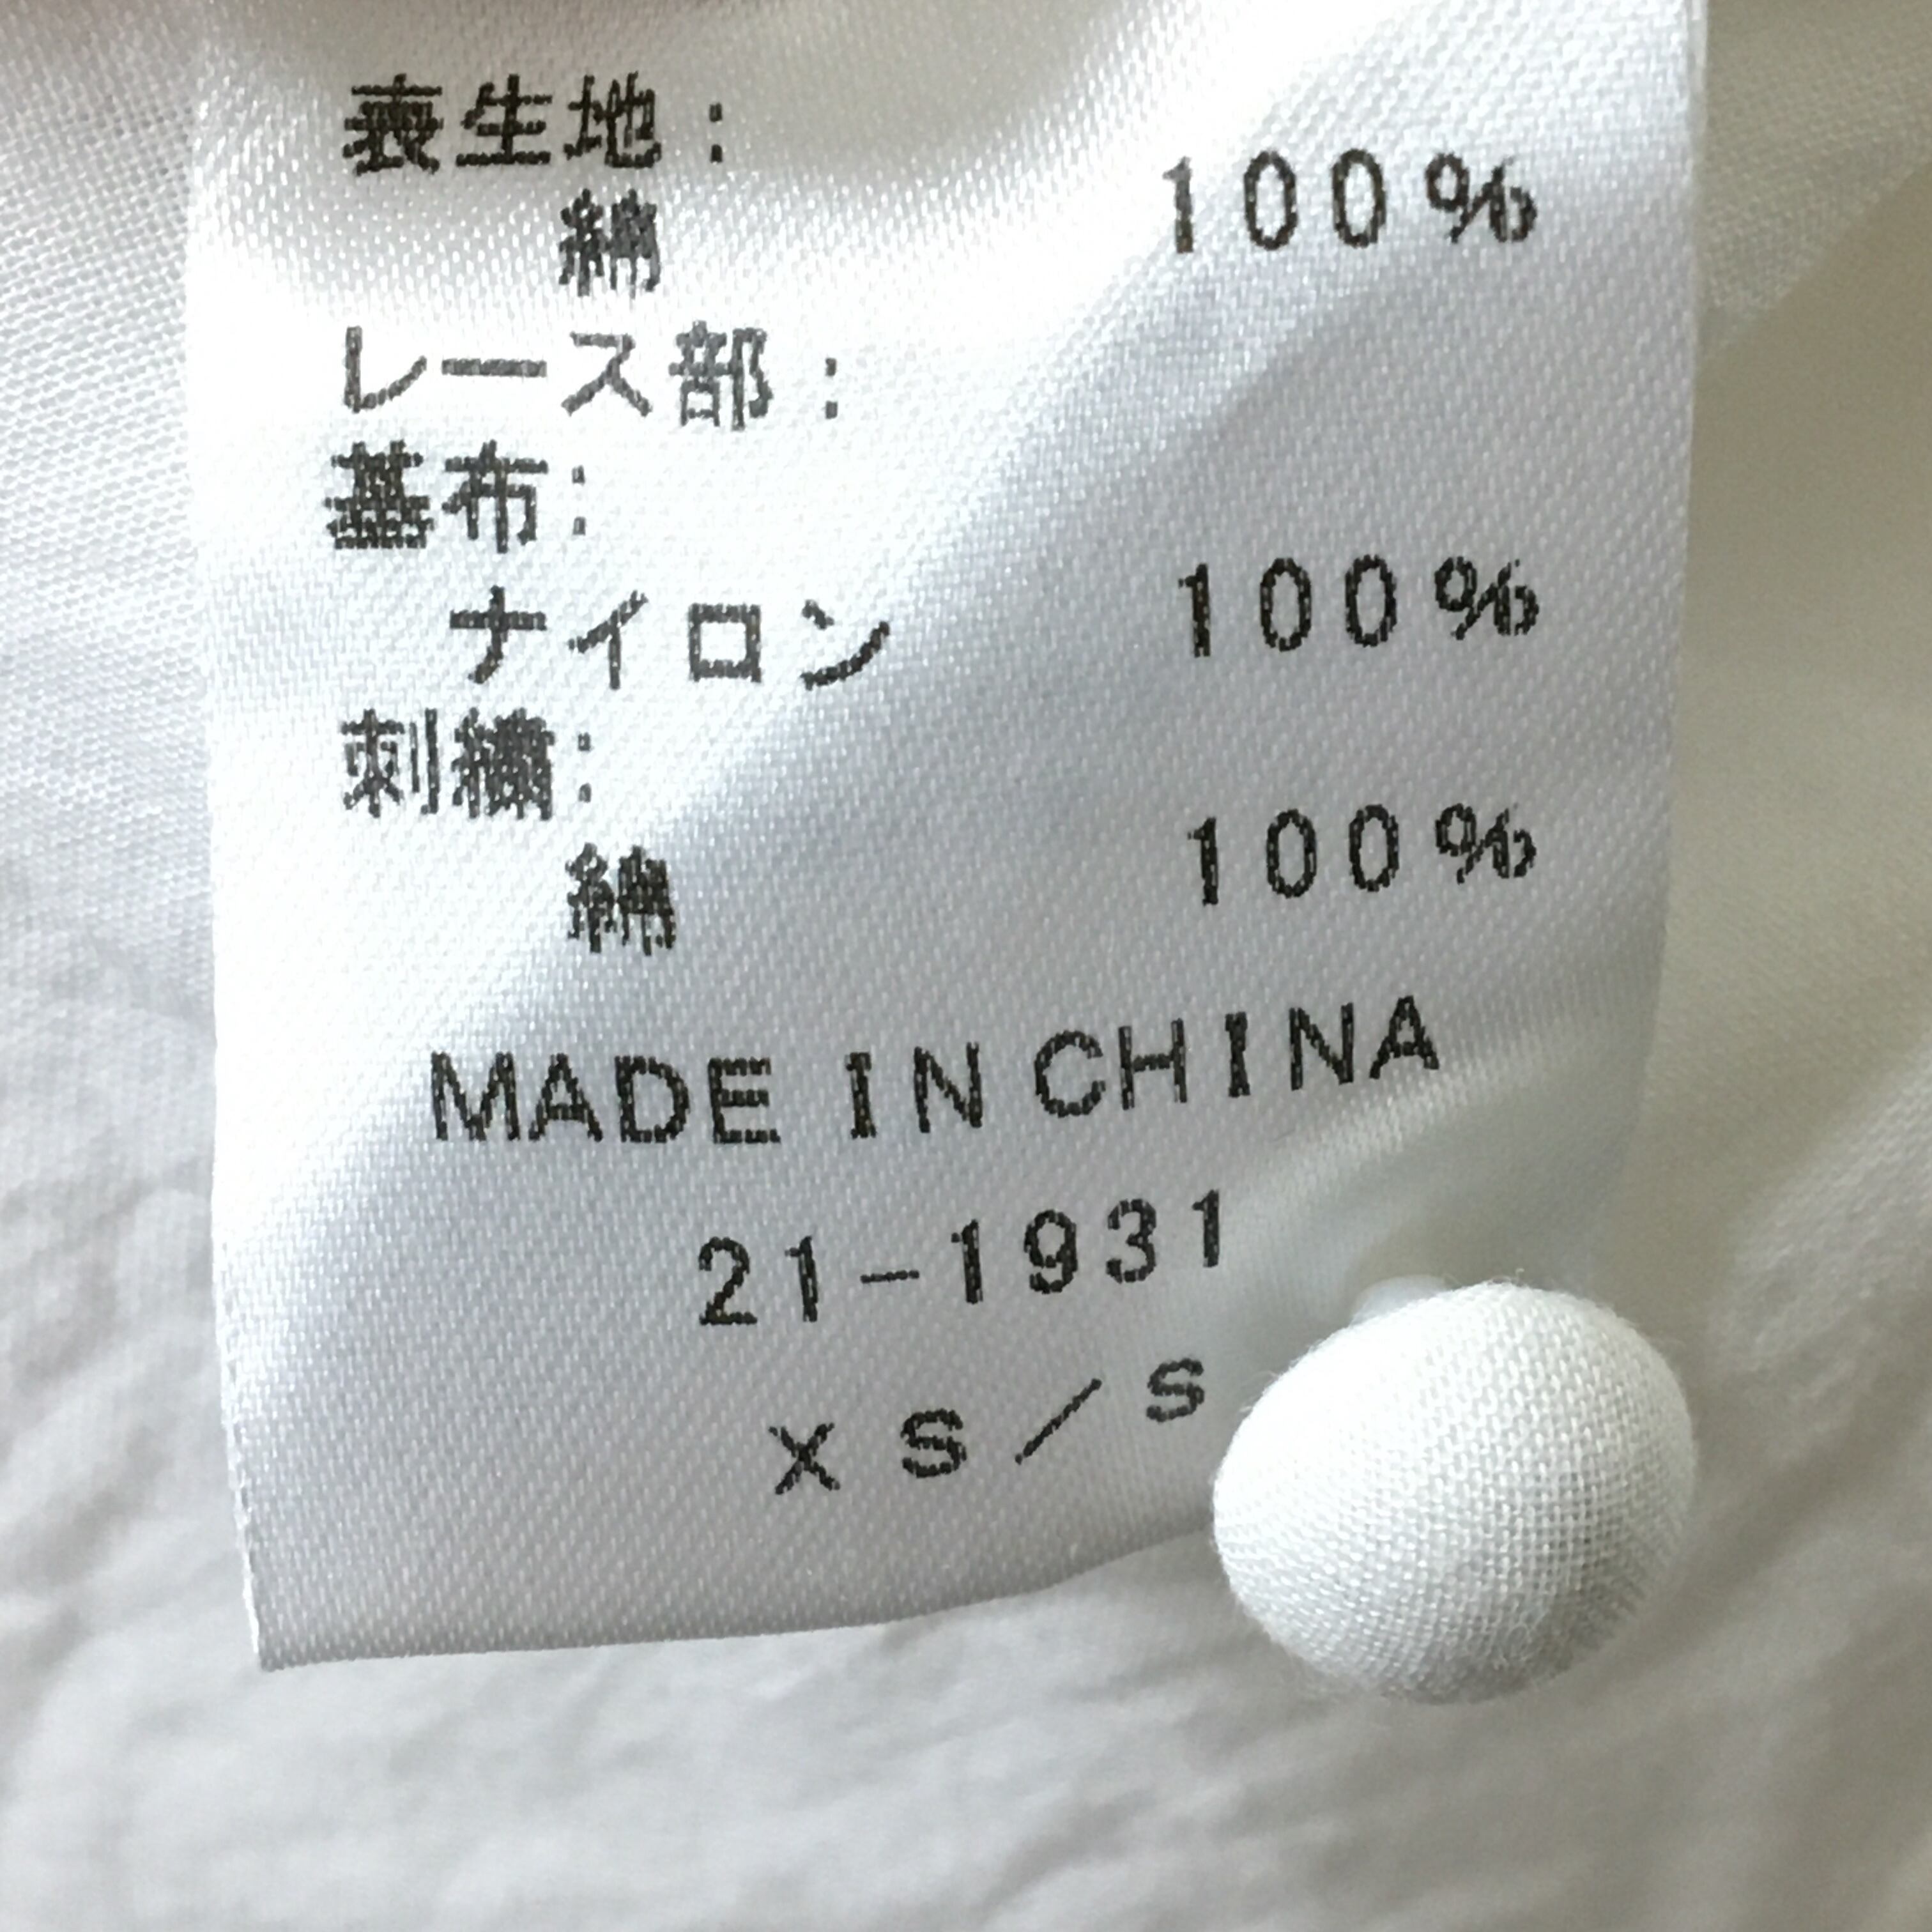 表生地：
綿 100%
レース部：
基布:
ナイロン 100%
刺繍:
綿 100%
MADE IN CHINA
21-1931
XS／S